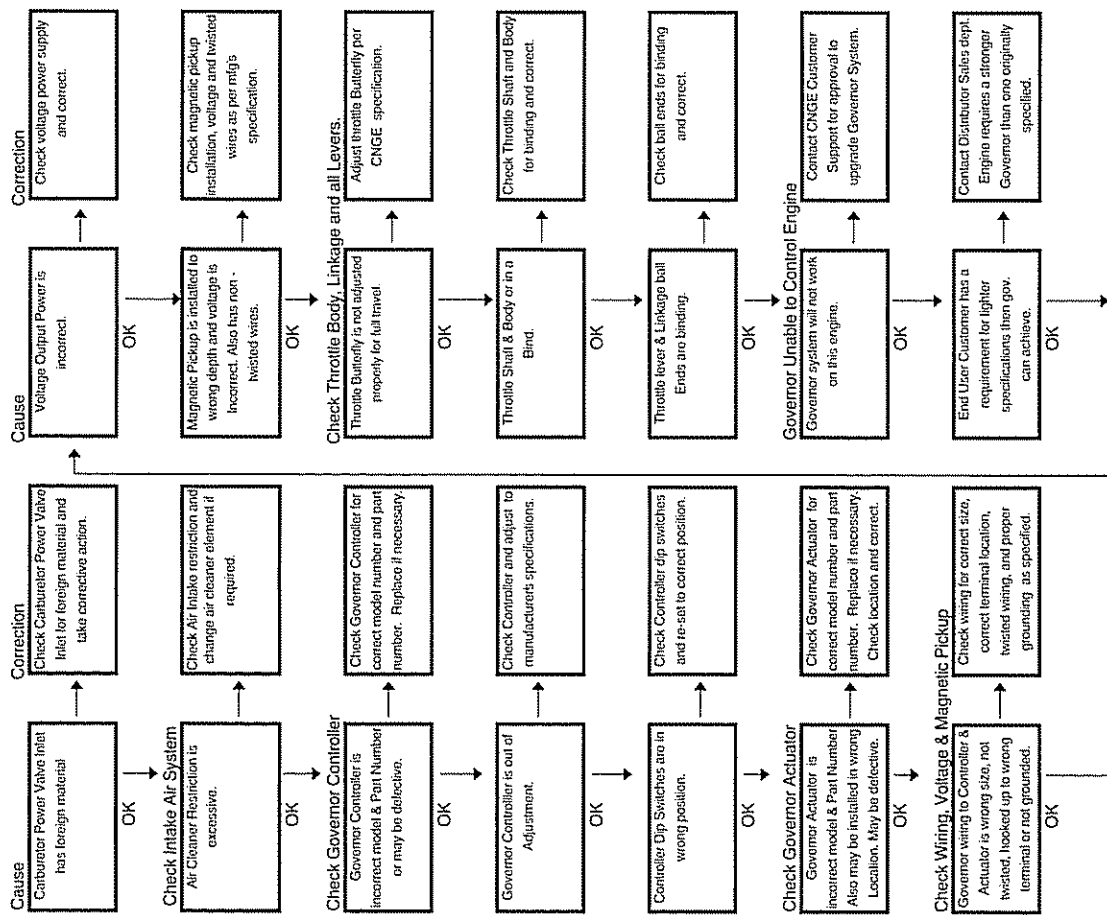 Cause
Correction
Carburetor Power Valve Inlet
has foreign material
Check Carburetor Power Valve
Inlet for foreign material and
take corrective action.
OK
Check Intake Air System
Air Cleaner Restriction is
excessive.
Check Air Intake restriction and
change air cleaner element if
required.
OK
Check Governor Controller
Governor Controller is
incorrect model & Part Number
or may be defective.
Check Governor Controller for
correct model number and part
number. Replace if necessary.
OK
Governor Controller is out of
Adjustment.
Check Controller and adjust to
manufacturers specifications.
OK
Controller Dip Switches are in
wrong position.
Check Controller dip switches
and re-set to correct position.
OK
Check Governor Actuator
Governor Actuator is
incorrect model & Part Number
Also may be installed in wrong
Location. May be defective.
Check Governor Actuator for
correct model number and part
number. Replace if necessary.
Check location and correct.
OK
Check Wiring, Voltage & Magnetic Pickup
Governor wiring to Controller &
Actuator is wrong size, not
twisted, hooked up to wrong
terminal or not grounded.
Check wiring for correct size,
correct terminal location,
twisted wiring, and proper
grounding as specified.
OK
Cause
Correction
Voltage Output Power is
incorrect.
Check voltage power supply
and correct.
OK
Magnetic Pickup is installed to
wrong depth and voltage is
Incorrect. Also has non -
twisted wires.
Check magnetic pickup
installation, voltage and twisted
wires as per mfg's
specification.
OK
Check Throttle Body, Linkage and all Levers.
Throttle Butterfly is not adjusted
properly for full travel.
Adjust throttle Butterfly per
CNGE specification.
OK
Throttle Shaft & Body or in a
Bind.
Check Throttle Shaft and Body
for binding and correct.
OK
Throttle lever & Linkage ball
Ends are binding.
Check ball ends for binding
and correct.
OK
Governor Unable to Control Engine
Governor system will not work
on this engine.
Contact CNGE Customer
Support for approval to
upgrade Governor System.
OK
End User Customer has a
requirement for tighter
specifications then gov.
can achieve.
Contact Distributor Sales dept.
Engine requires a stronger
Governor than one originally
specified.
OK